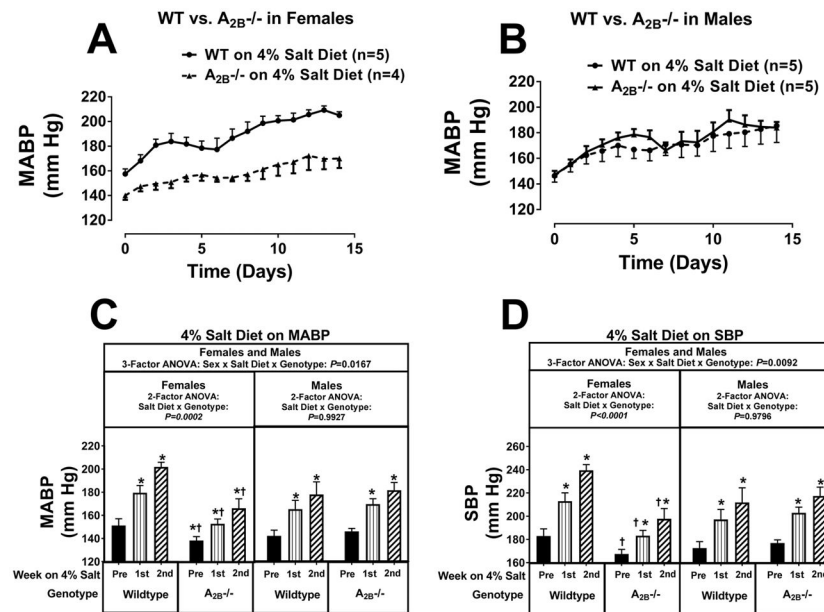 A
WT vs. A2B-/- in Females
WT on 4% Salt Diet (n=5)
A2B-/- on 4% Salt Diet (n=4)
MABP
(mm Hg)
220
200
180
160
140
120
0
5
10
15
Time (Days)
B
WT vs. A2B-/- in Males
WT on 4% Salt Diet (n=5)
A2B-/- on 4% Salt Diet (n=5)
MABP
(mm Hg)
220
200
180
160
140
120
0
5
10
15
Time (Days)
C
4% Salt Diet on MABP
Females and Males
3-Factor ANOVA: Sex x Salt Diet x Genotype: P=0.0167
Females
2-Factor ANOVA:
Salt Diet x Genotype:
P=0.0002
Males
2-Factor ANOVA:
Salt Diet x Genotype:
P=0.9927
MABP
(mm Hg)
220
200
180
160
140
120
* * *† *† *† * * * *
Week on 4% Salt Pre 1st 2nd Pre 1st 2nd Pre 1st 2nd Pre 1st 2nd
Genotype Wildtype A2B-/- Wildtype A2B-/-
D
4% Salt Diet on SBP
Females and Males
3-Factor ANOVA: Sex x Salt Diet x Genotype: P=0.0092
Females
2-Factor ANOVA:
Salt Diet x Genotype:
P<0.0001
Males
2-Factor ANOVA:
Salt Diet x Genotype:
P=0.9796
SBP
(mm Hg)
260
240
220
200
180
160
* * † †* †* * * * *
Week on 4% Salt Pre 1st 2nd Pre 1st 2nd Pre 1st 2nd Pre 1st 2nd
Genotype Wildtype A2B-/- Wildtype A2B-/-